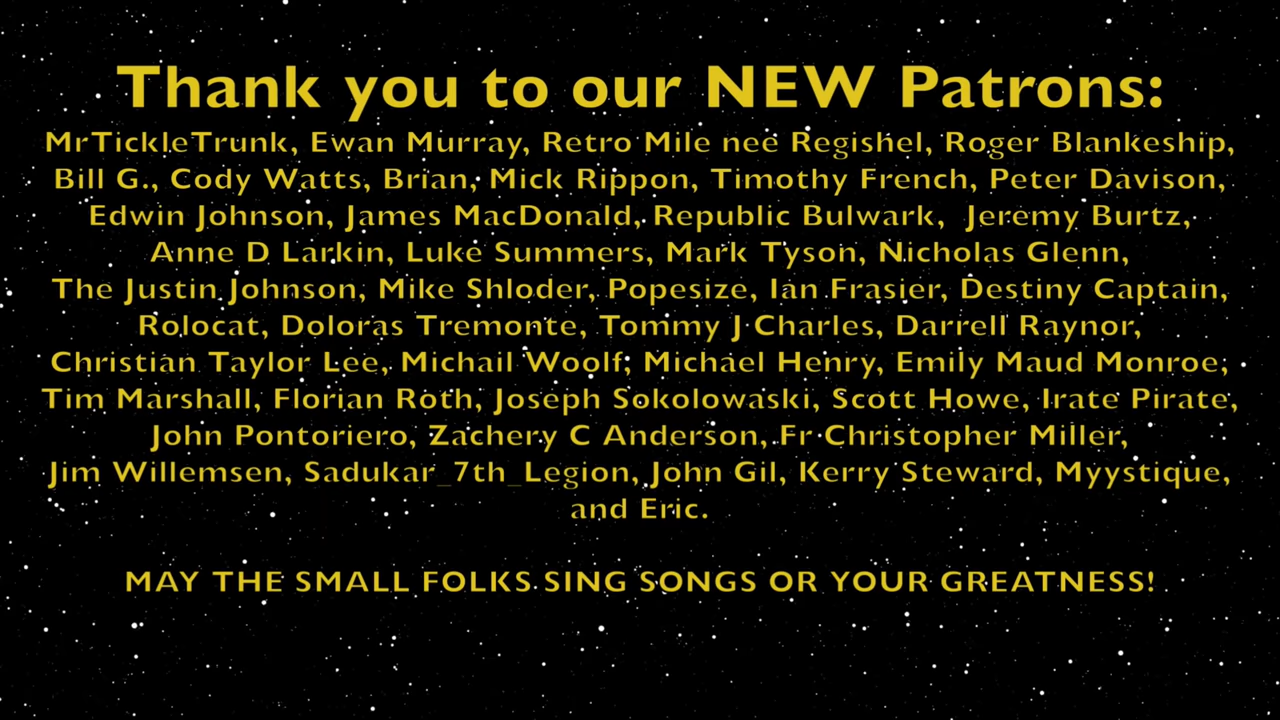 Thank you to our NEW Patrons:
MrTickleTrunk, Ewan Murray, Retro Mile nee Regishel, Roger Blankeship,
Bill G., Cody Watts, Brian, Mick Rippon, Timothy French, Peter Davison,
Edwin Johnson, James MacDonald, Republic Bulwark, Jeremy Burtz,
Anne D Larkin, Luke Summers, Mark Tyson, Nicholas Glenn,
The Justin Johnson, Mike Shloder, Popesize, Ian Frasier, Destiny Captain,
Rolocat, Doloras Tremonte, Tommy J Charles, Darrell Raynor,
Christian Taylor Lee, Michail Woolf, Michael Henry, Emily Maud Monroe,
Tim Marshall, Florian Roth, Joseph Sokolowaski, Scott Howe, Irate Pirate,
John Pontoriero, Zachery C Anderson, Fr Christopher Miller,
Jim Willemsen, Sadukar_7th_Legion, John Gil, Kerry Steward, Myystique,
and Eric.
MAY THE SMALL FOLKS SING SONGS OR YOUR GREATNESS!